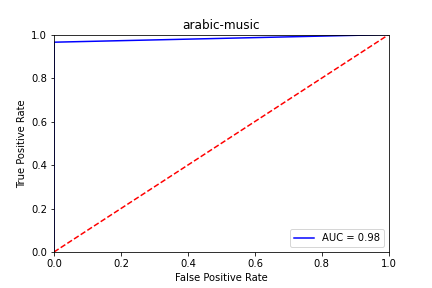 arabic-music
1.0
0.8
0.6
0.4
0.2
0.0
True Positive Rate
AUC = 0.98
0.0 0.2 0.4 0.6 0.8 1.0
False Positive Rate